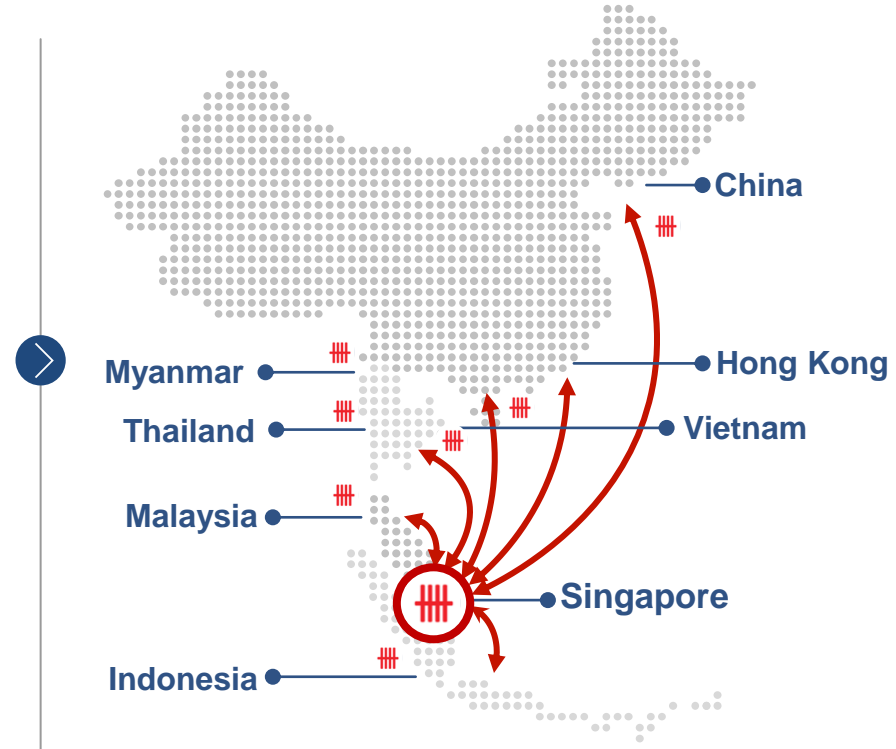 China
Hong Kong
Myanmar
Vietnam
Thailand
Malaysia
Singapore
Indonesia